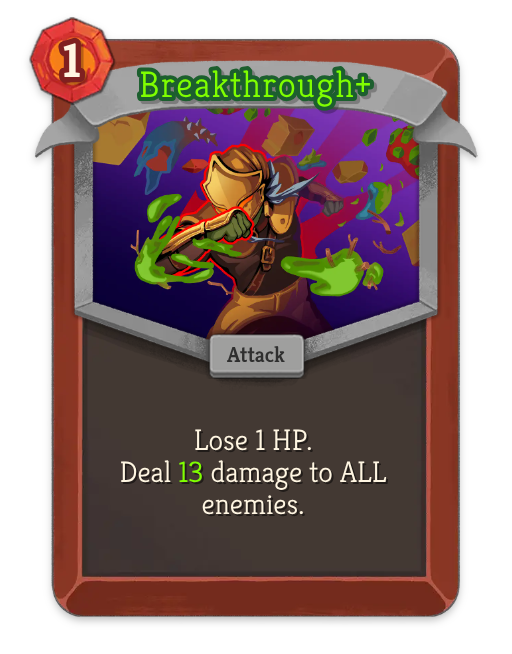 1
Breakthrough+
Attack
Lose 1 HP.
Deal 13 damage to ALL
enemies.